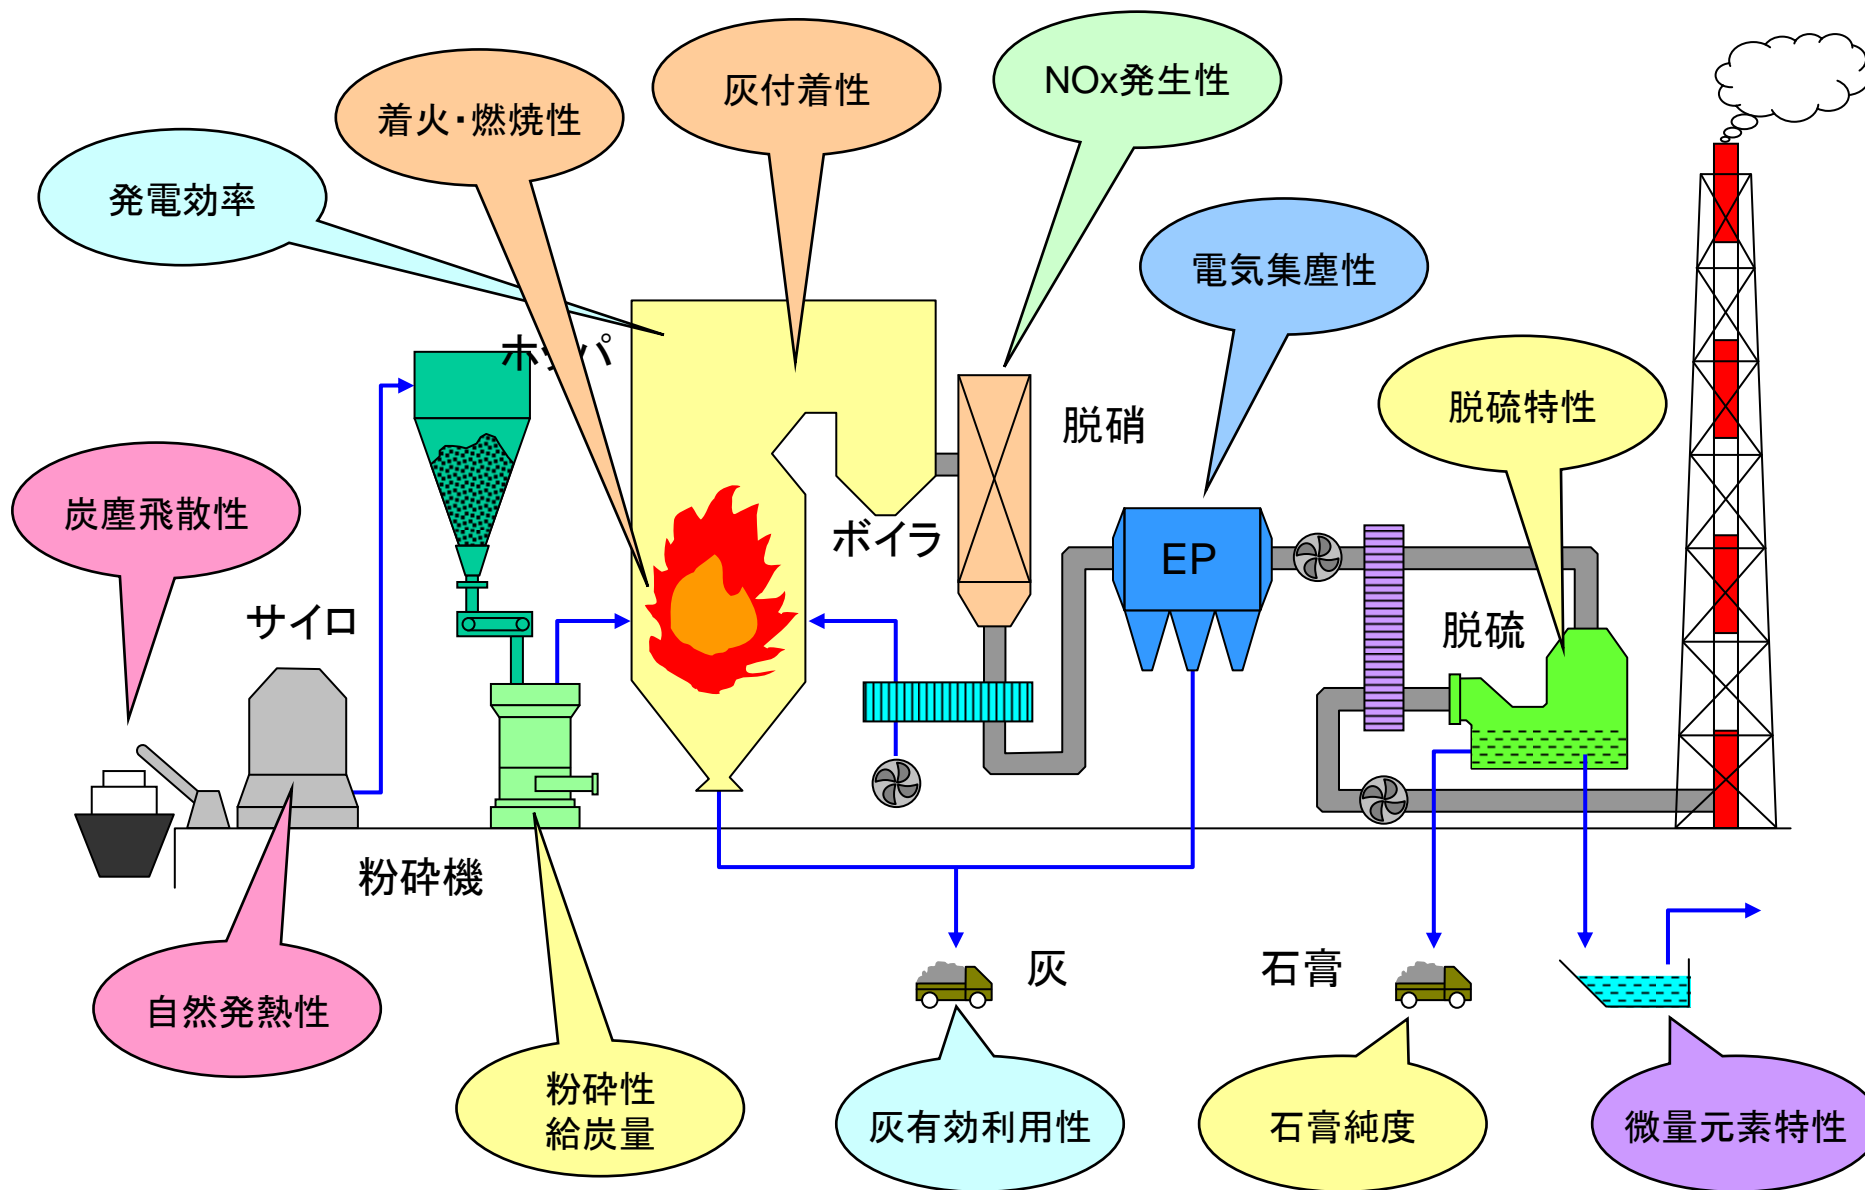 着火・燃焼性
灰付着性
NOx発生性
発電効率
電気集塵性
ホッパ
脱硝
脱硫特性
炭塵飛散性
ボイラ
EP
サイロ
脱硫
粉砕機
灰
石膏
自然発熱性
粉砕性
給炭量
灰有効利用性
石膏純度
微量元素特性